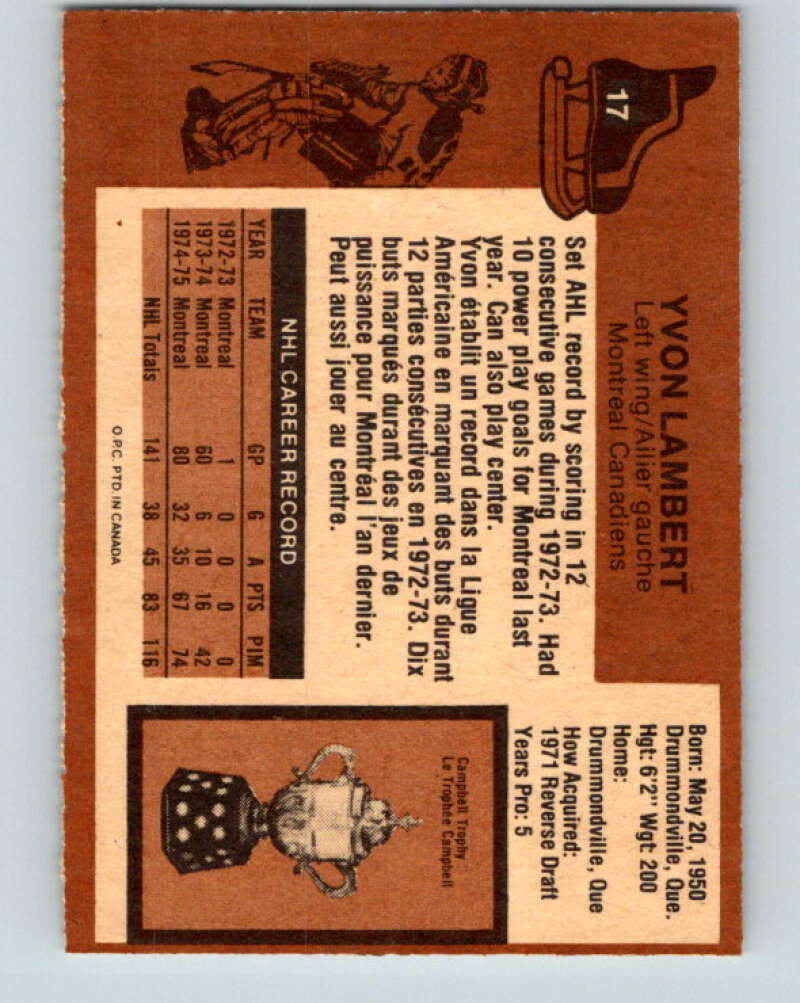 17
YVON LAMBERT
Left wing/Ailier gauche
Montreal Canadiens
Born: May 20, 1950
Drummondville, Que.
Hgt: 6'2" Wgt: 200
Home:
Drummondville, Que
How Acquired:
1971 Reverse Draft
Years Pro: 5
Set AHL record by scoring in 12
consecutive games during 1972-73. Had
10 power play goals for Montreal last
year. Can also play center.
Yvon établit un record dans la Ligue
Américaine en marquant des buts durant
12 parties consécutives en 1972-73. Dix
buts marqués durant des jeux de
puissance pour Montréal l'an dernier.
Peut aussi jouer au centre.
NHL CAREER RECORD
YEAR TEAM GP G A PTS PIM
1972-73 Montreal 1 0 0 0 0
1973-74 Montreal 60 6 10 16 42
1974-75 Montreal 80 32 35 67 74
NHL Totals 141 38 45 83 116
Campbell Trophy
Le Trophée Campbell
O.P.C. PTD. IN CANADA